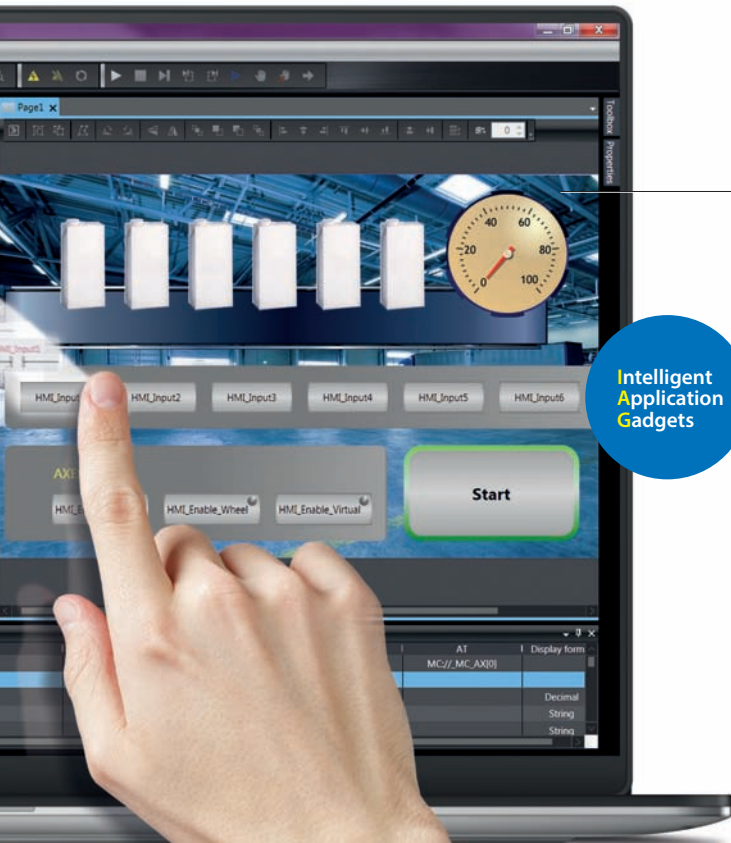 Page1
0
Toolbox
Properties
40 60
20 80
0 100
HMI_Input2
HMI_Input3
HMI_Input4
HMI_Input5
HMI_Input6
Intelligent
Application
Gadgets
HMI_Enable_Wheel
HMI_Enable_Virtual
Start
AT
Display form
MC://_MC_AX[0]
Decimal
String
String